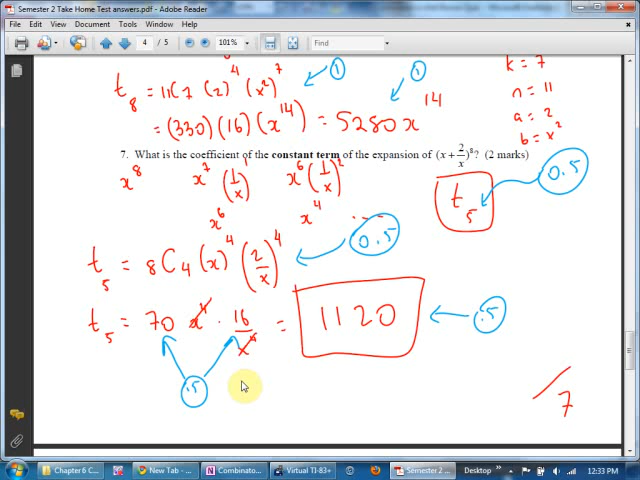 Semester 2 Take Home Test answers.pdf - Adobe Reader
File Edit View Document Tools Window Help
4 / 5 101% Find
t₈ = 11C7 (2)⁴ (x²)⁷ 1 1
k = 7
n = 11
a = 2
b = x²
= (330)(16)(x¹⁴) = 5280x¹⁴
7. What is the coefficient of the constant term of the expansion of (x + 2/x)⁸? (2 marks)
x⁸ x⁷(1/x)¹ x⁶(1/x)² t₅ 0.5
x⁶ x⁴ ....
t₅ = 8C4 (x)⁴ (2/x)⁴ 0.5
t₅ = 70 x⁴ · 16/x⁴ = 1120 .5
.5
/7
Chapter 6 C... New Tab - ... Combinato... Virtual TI-83+ Semester 2 ... Desktop » 12:33 PM